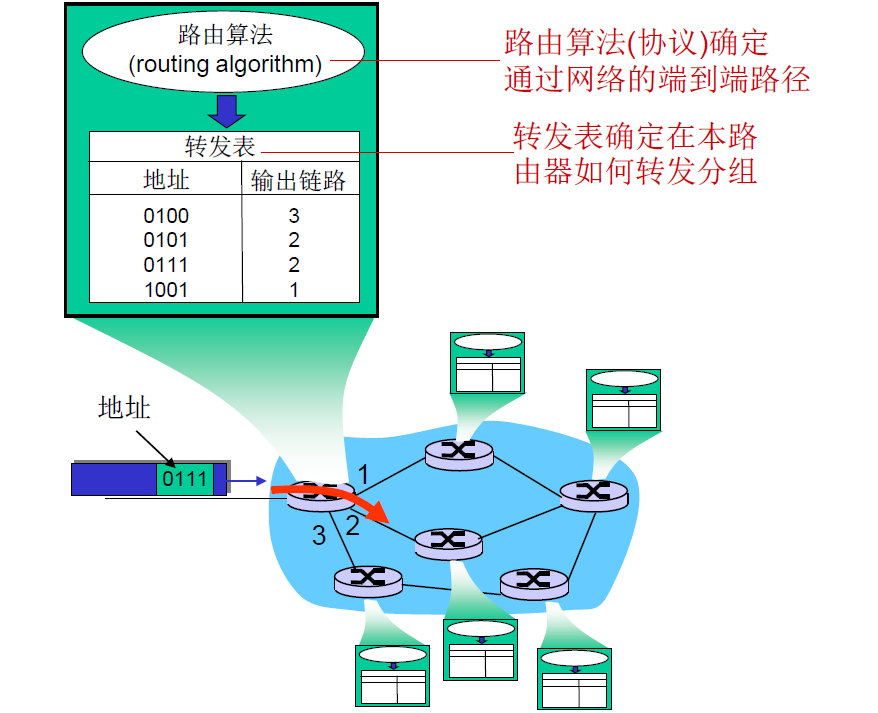 路由算法
(routing algorithm)
路由算法(协议)确定
通过网络的端到端路径
转发表
转发表确定在本路
由器如何转发分组
地址 输出链路
0100 3
0101 2
0111 2
1001 1
地址
0111
1
2
3